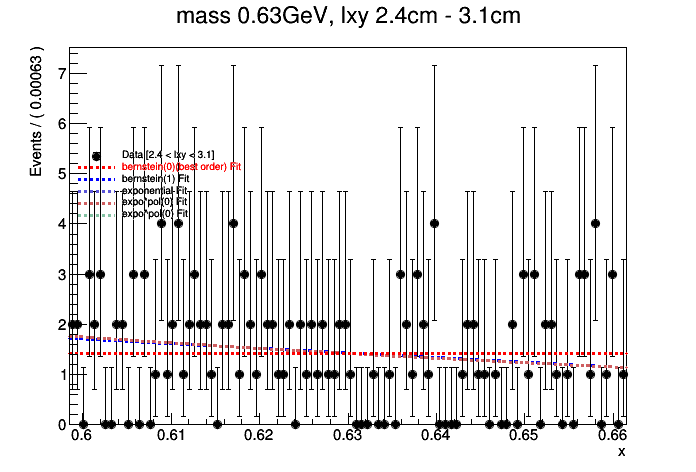 mass 0.63GeV, lxy 2.4cm - 3.1cm
Events / ( 0.00063 )
7
6
5
4
3
2
1
0
Data [2.4 < lxy < 3.1]
bernstein(0)(best order) Fit
bernstein(1) Fit
exponential Fit
expo*pol(0) Fit
expo*pol(0) Fit
0.6 0.61 0.62 0.63 0.64 0.65 0.66
x